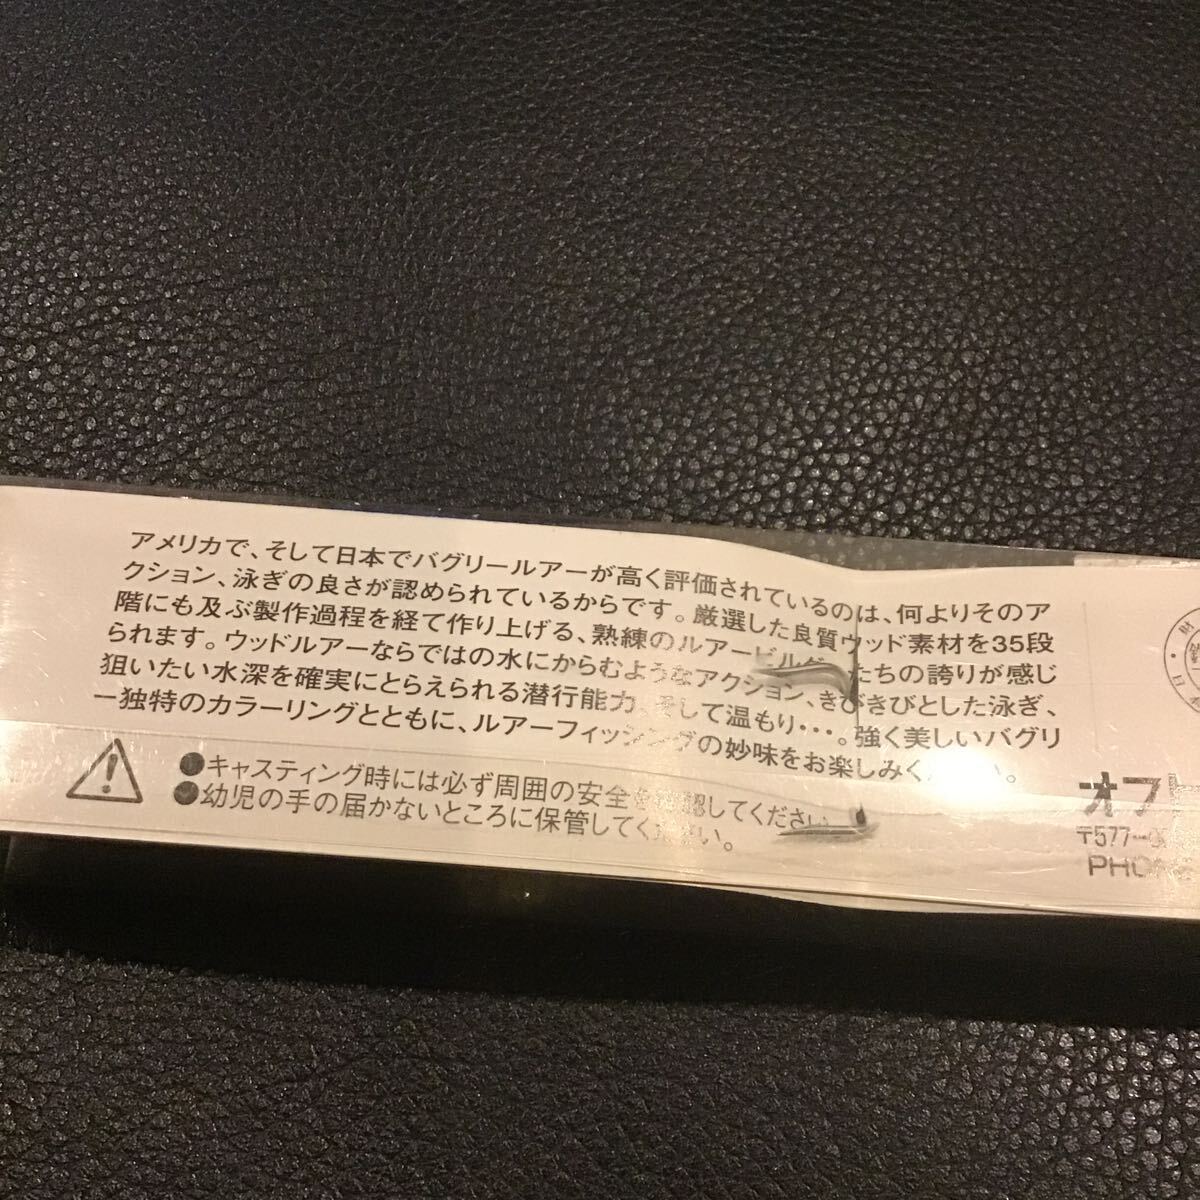 アメリカで、そして日本でバグリールアーが高く評価されているのは、何よりそのア
クション、泳ぎの良さが認められているからです。厳選した良質ウッド素材を35段
階にも及ぶ製作過程を経て作り上げる、熟練のルアービルダーたちの誇りが感じ
られます。ウッドルアーならではの水にからむようなアクション、きびきびとした泳ぎ、
狙いたい水深を確実にとらえられる潜行能力、そして温もり・・・。強く美しいバグリ
ー独特のカラーリングとともに、ルアーフィッシングの妙味をお楽しみください。
●キャスティング時には必ず周囲の安全を確認してください。
●幼児の手の届かないところに保管してください。
オフト
〒577-0
PHONE